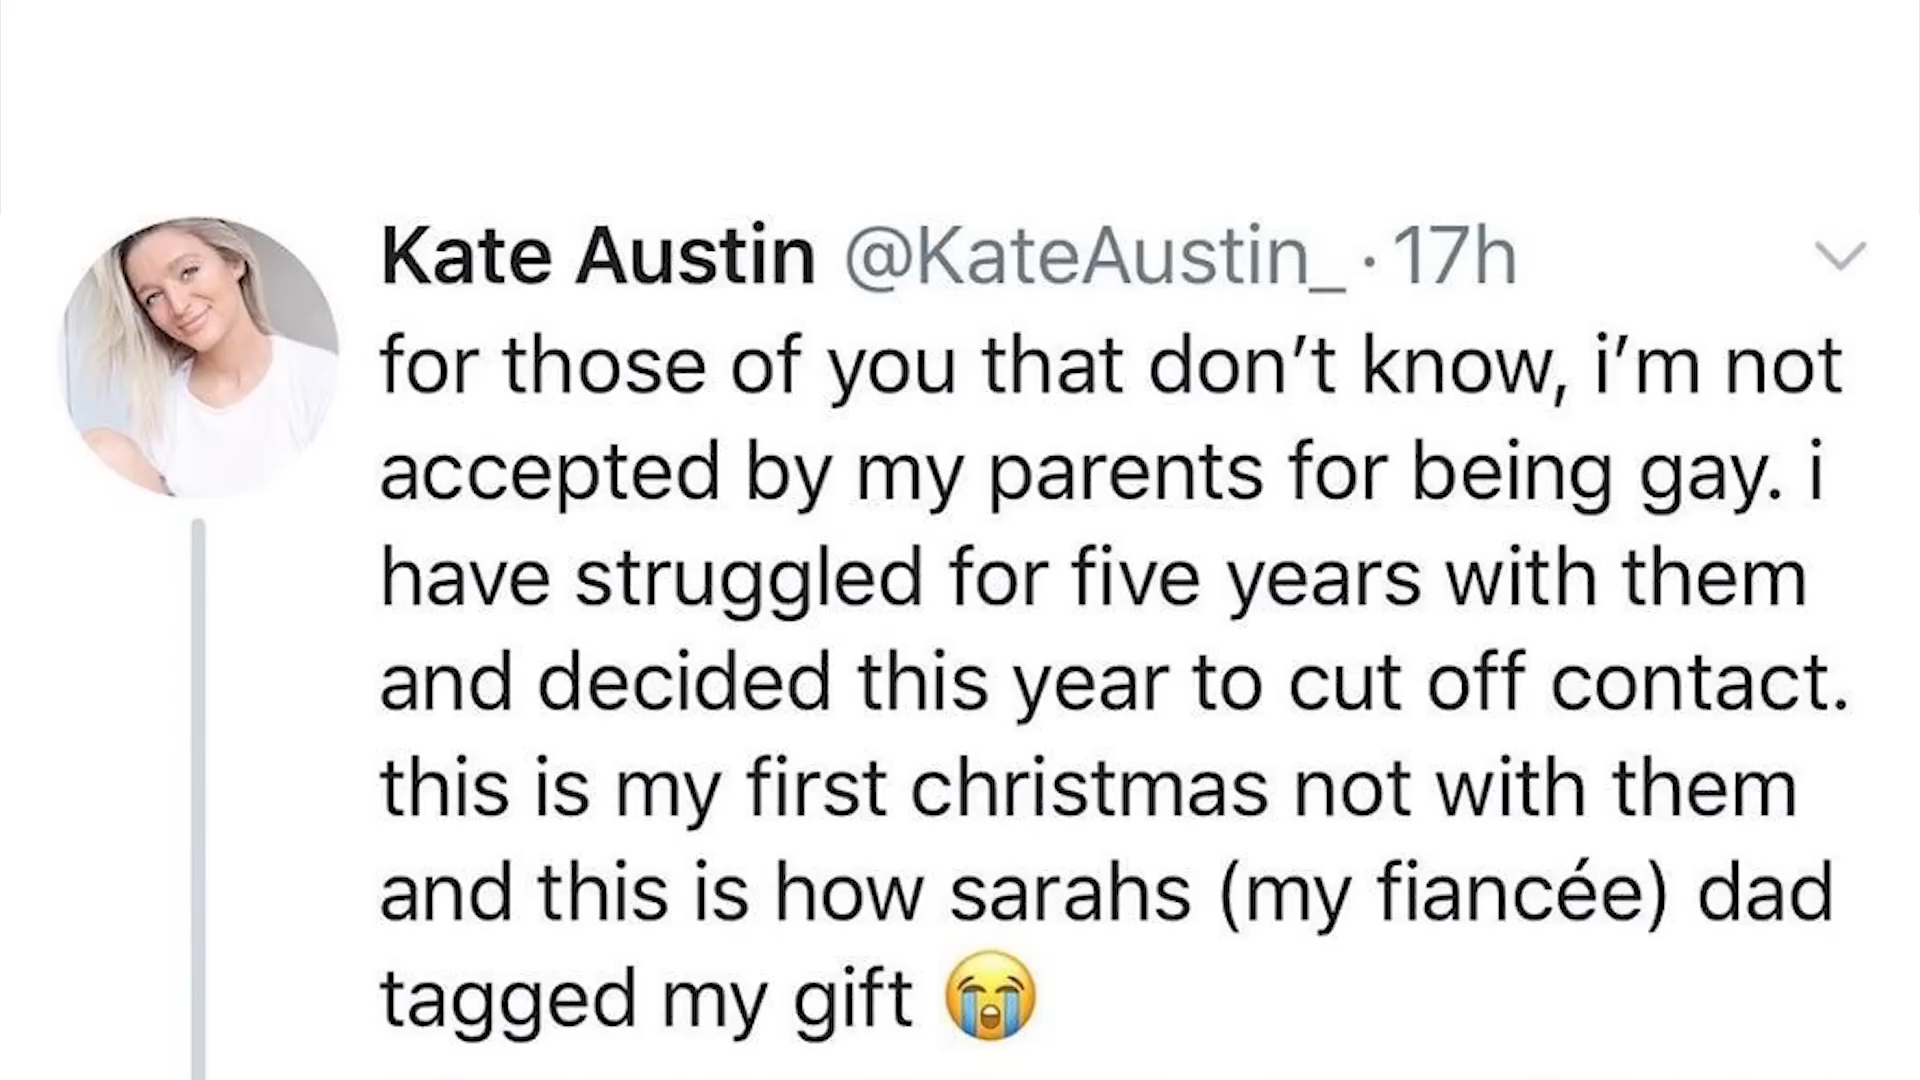 Kate Austin @KateAustin_ · 17h
for those of you that don’t know, i’m not
accepted by my parents for being gay. i
have struggled for five years with them
and decided this year to cut off contact.
this is my first christmas not with them
and this is how sarahs (my fiancée) dad
tagged my gift 😭